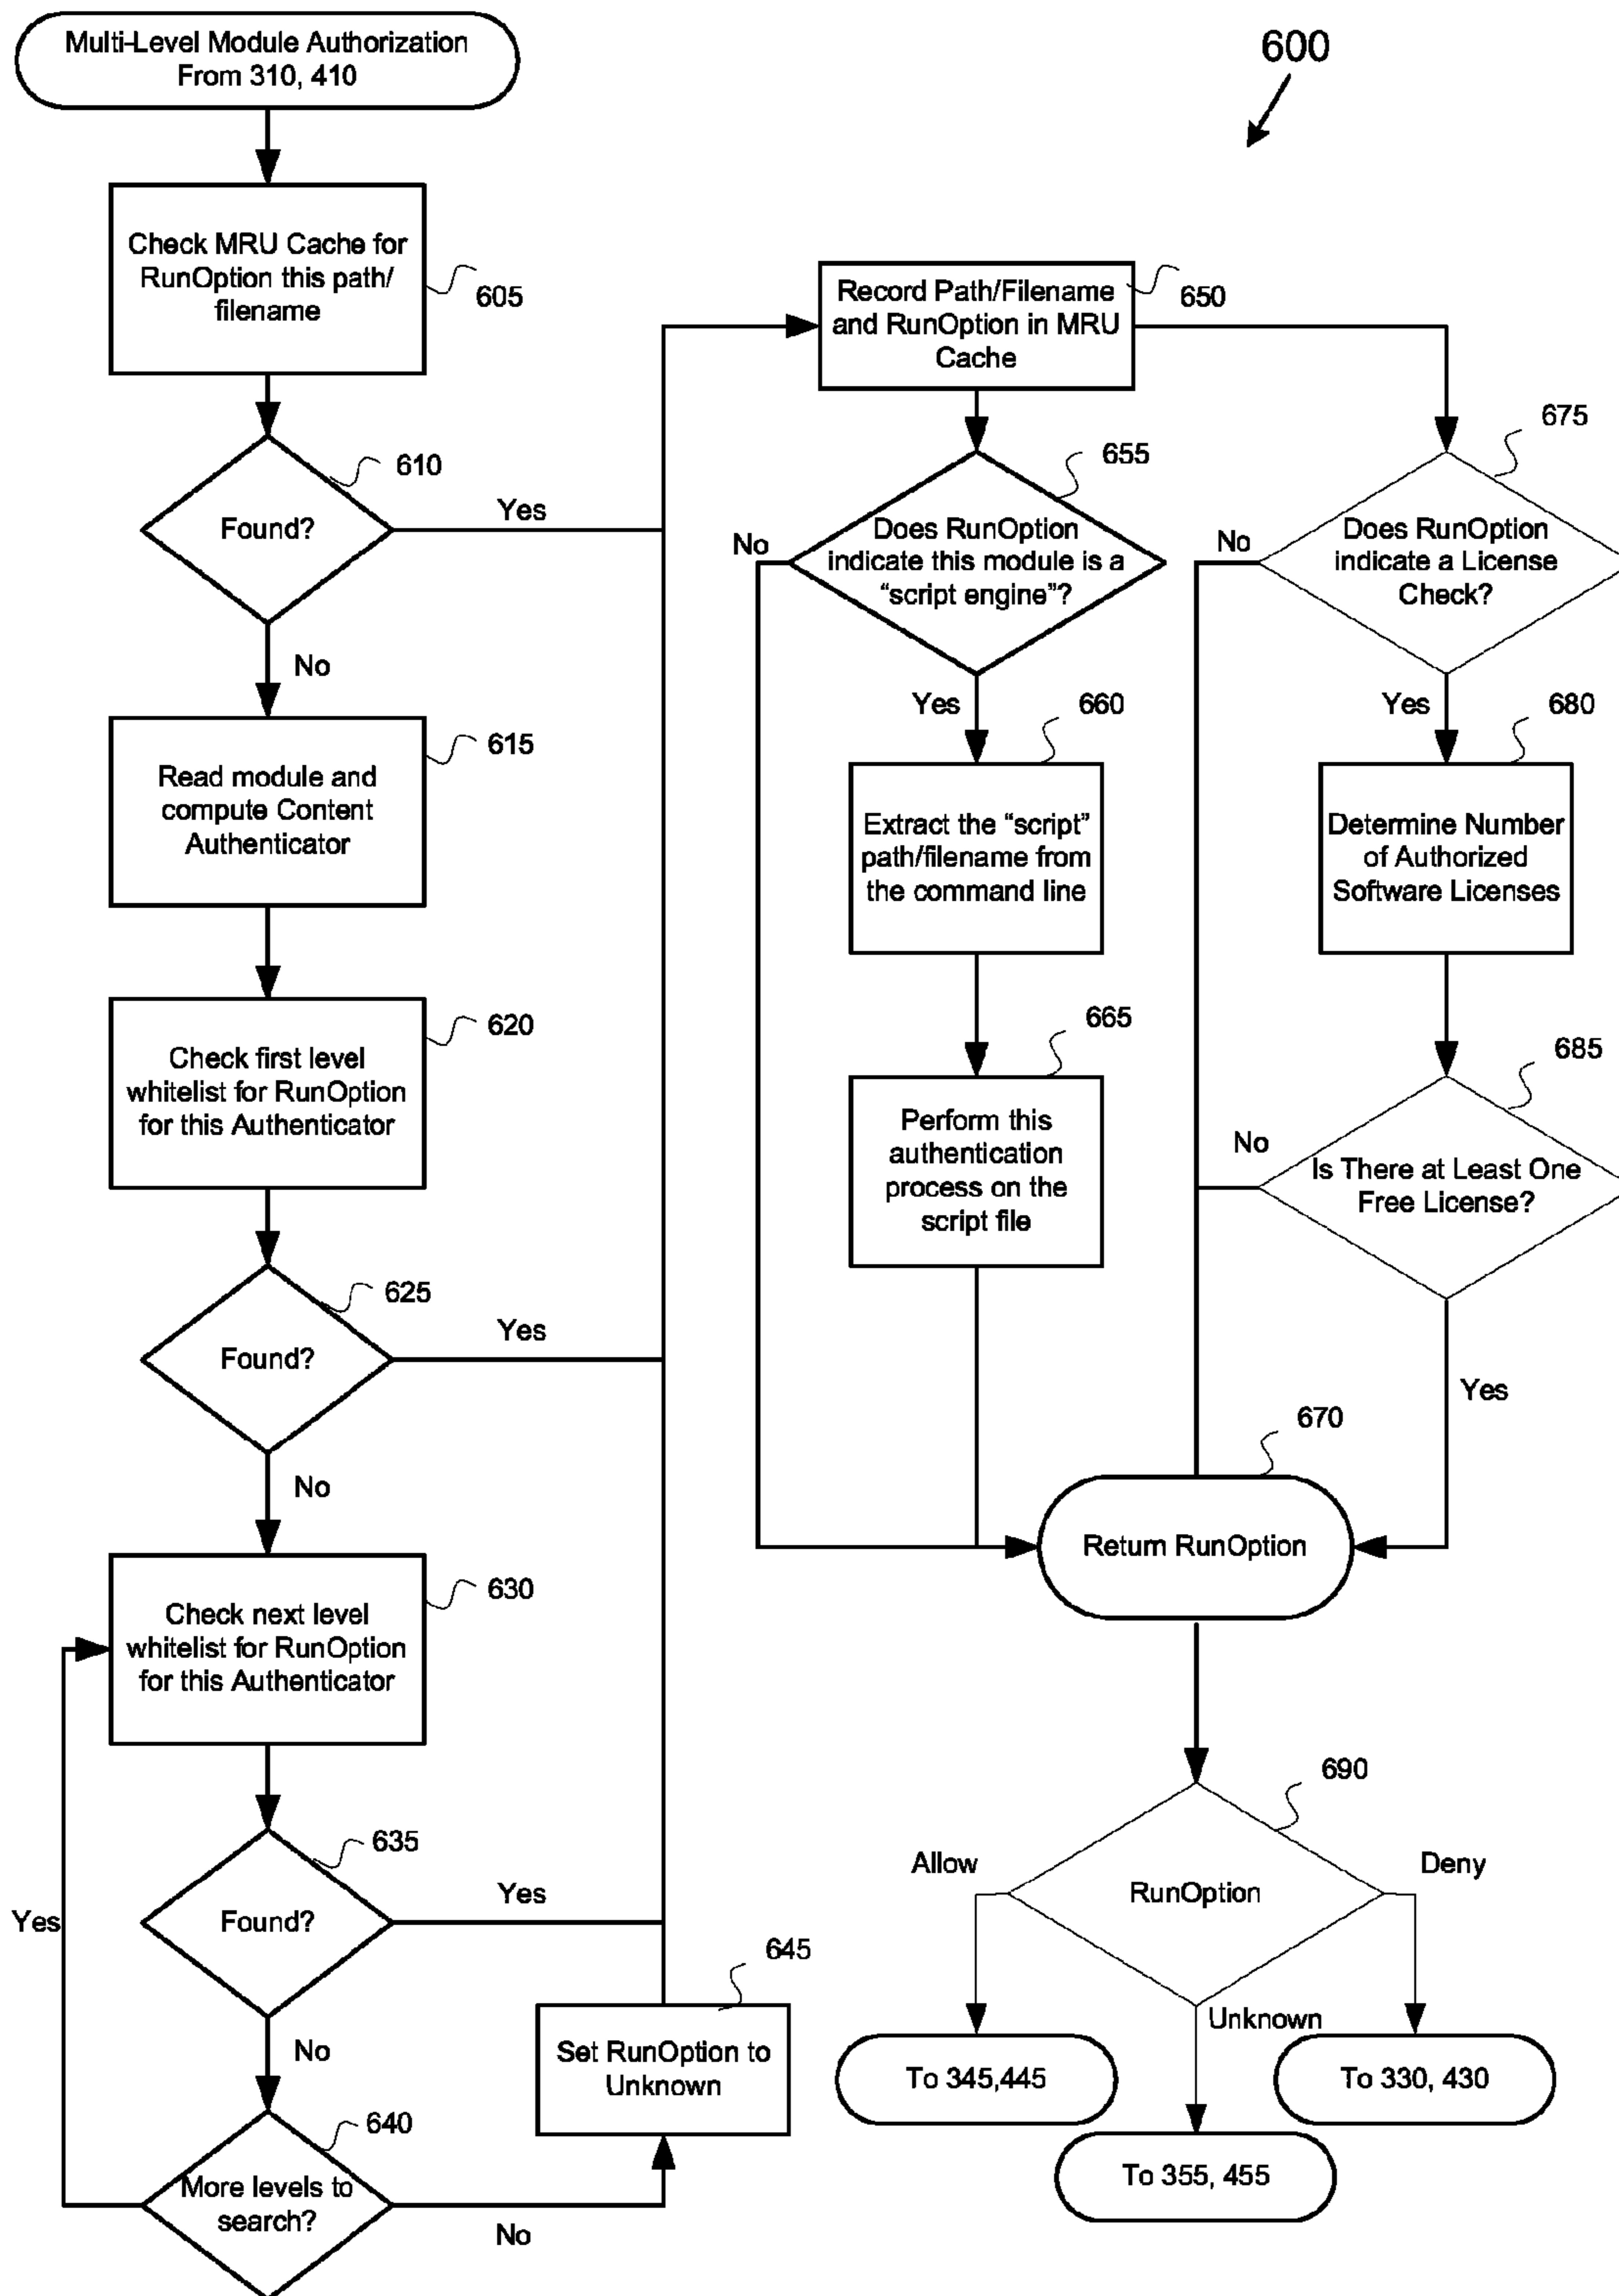 Multi-Level Module Authorization
From 310, 410
600
Check MRU Cache for
RunOption this path/
filename
605
610
Found?
Yes
No
Read module and
compute Content
Authenticator
615
Check first level
whitelist for RunOption
for this Authenticator
620
625
Found?
Yes
No
Check next level
whitelist for RunOption
for this Authenticator
630
635
Found?
Yes
Yes
No
640
More levels to
search?
No
645
Set RunOption to
Unknown
Record Path/Filename
and RunOption in MRU
Cache
650
655
No
Does RunOption
indicate this module is a
“script engine”?
Yes
660
Extract the “script”
path/filename from
the command line
665
Perform this
authentication
process on the
script file
675
No
Does RunOption
indicate a License
Check?
Yes
680
Determine Number
of Authorized
Software Licenses
685
No
Is There at Least One
Free License?
Yes
670
Return RunOption
690
Allow
RunOption
Deny
Unknown
To 345,445
To 330, 430
To 355, 455